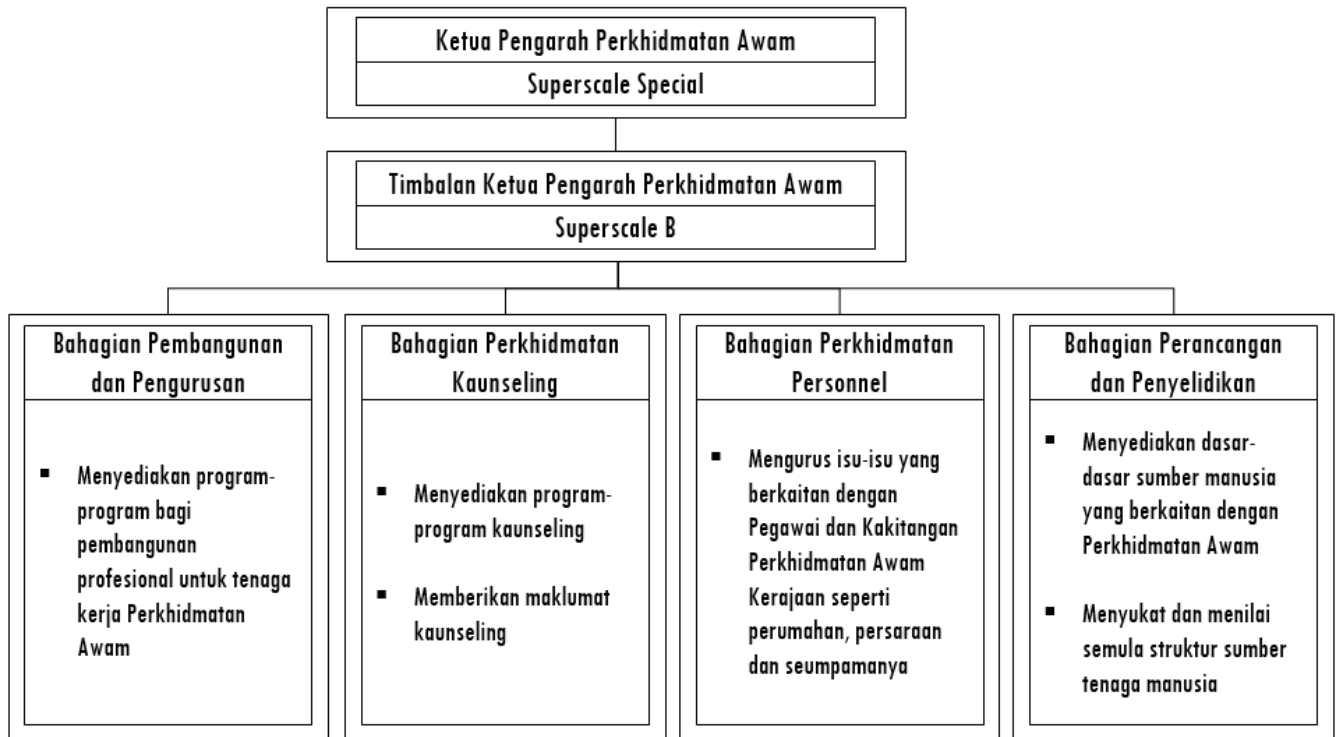 Ketua Pengarah Perkhidmatan Awam
Superscale Special
Timbalan Ketua Pengarah Perkhidmatan Awam
Superscale B
Bahagian Pembangunan
dan Pengurusan
▪ Menyediakan program-
program bagi
pembangunan
profesional untuk tenaga
kerja Perkhidmatan
Awam
Bahagian Perkhidmatan
Kaunseling
▪ Menyediakan program-
program kaunseling
▪ Memberikan maklumat
kaunseling
Bahagian Perkhidmatan
Personnel
▪ Mengurus isu-isu yang
berkaitan dengan
Pegawai dan Kakitangan
Perkhidmatan Awam
Kerajaan seperti
perumahan, persaraan
dan seumpamanya
Bahagian Perancangan
dan Penyelidikan
▪ Menyediakan dasar-
dasar sumber manusia
yang berkaitan dengan
Perkhidmatan Awam
▪ Menyukat dan menilai
semula struktur sumber
tenaga manusia